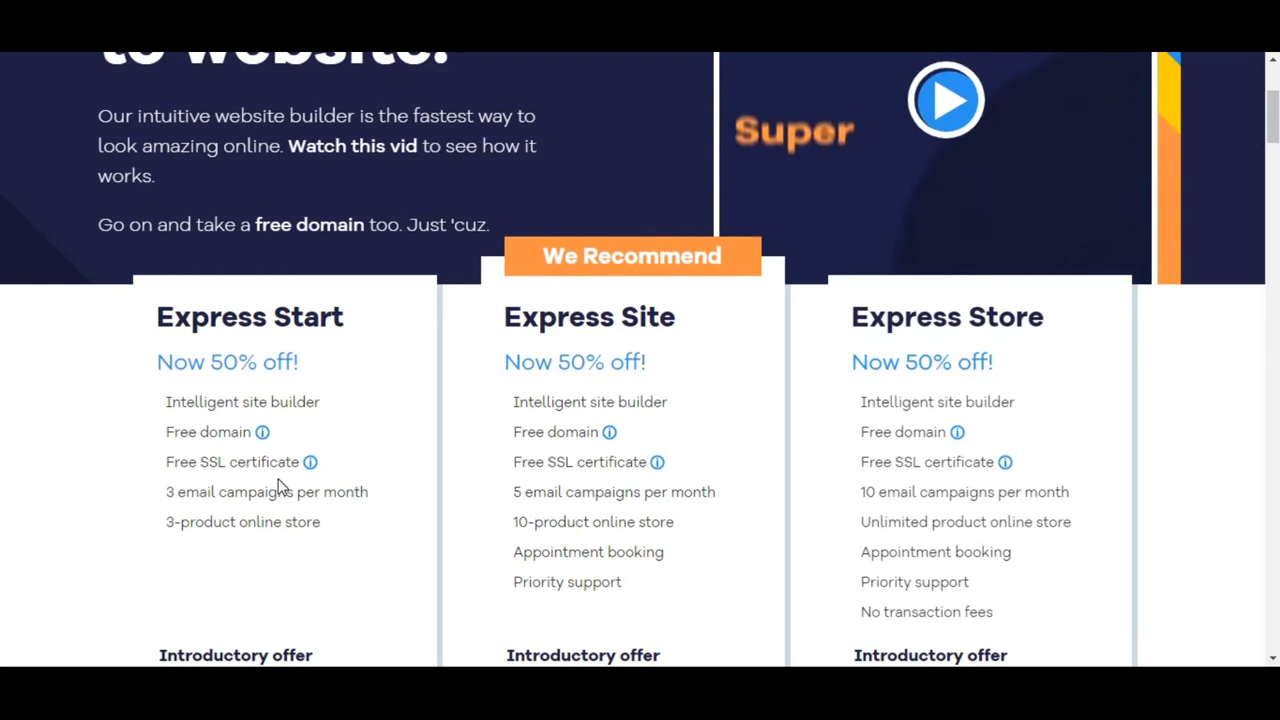 to website.
Our intuitive website builder is the fastest way to
look amazing online. Watch this vid to see how it
works.
Go on and take a free domain too. Just 'cuz.
Super
We Recommend
Express Start
Now 50% off!
Intelligent site builder
Free domain
Free SSL certificate
3 email campaigns per month
3-product online store
Introductory offer
Express Site
Now 50% off!
Intelligent site builder
Free domain
Free SSL certificate
5 email campaigns per month
10-product online store
Appointment booking
Priority support
Introductory offer
Express Store
Now 50% off!
Intelligent site builder
Free domain
Free SSL certificate
10 email campaigns per month
Unlimited product online store
Appointment booking
Priority support
No transaction fees
Introductory offer